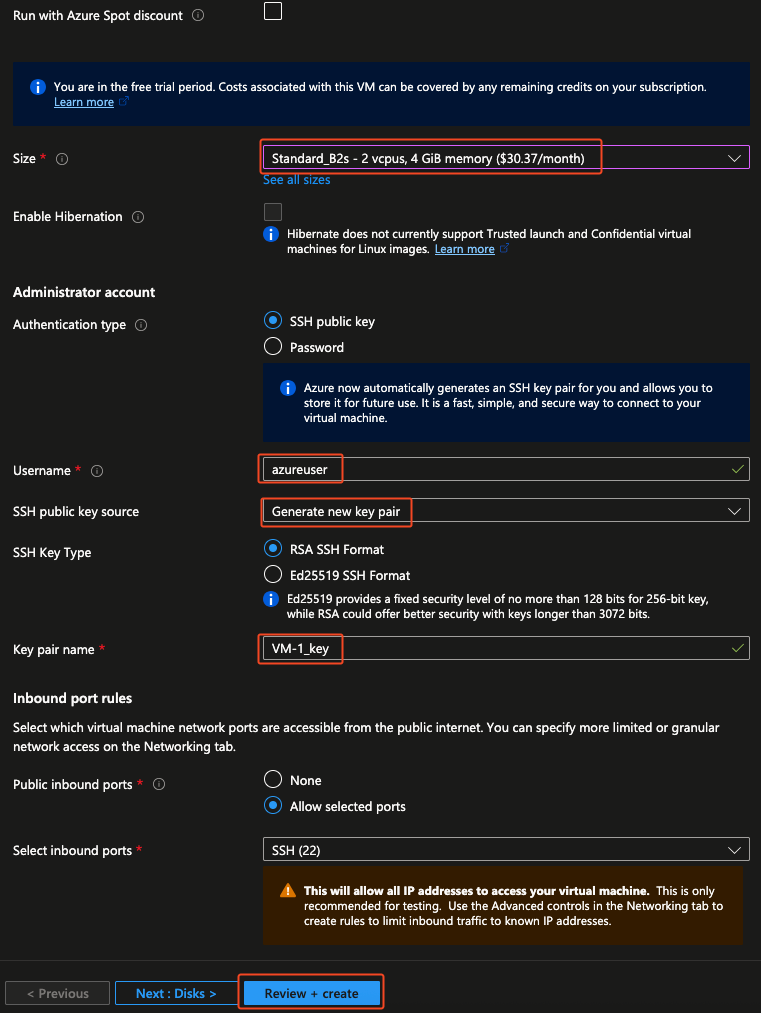 Run with Azure Spot discount
You are in the free trial period. Costs associated with this VM can be covered by any remaining credits on your subscription.
Learn more
Size *
Standard_B2s - 2 vcpus, 4 GiB memory ($30.37/month)
See all sizes
Enable Hibernation
Hibernate does not currently support Trusted launch and Confidential virtual
machines for Linux images. Learn more
Administrator account
Authentication type
SSH public key
Password
Azure now automatically generates an SSH key pair for you and allows you to
store it for future use. It is a fast, simple, and secure way to connect to your
virtual machine.
Username *
azureuser
SSH public key source
Generate new key pair
SSH Key Type
RSA SSH Format
Ed25519 SSH Format
Ed25519 provides a fixed security level of no more than 128 bits for 256-bit key,
while RSA could offer better security with keys longer than 3072 bits.
Key pair name *
VM-1_key
Inbound port rules
Select which virtual machine network ports are accessible from the public internet. You can specify more limited or granular
network access on the Networking tab.
Public inbound ports *
None
Allow selected ports
Select inbound ports *
SSH (22)
This will allow all IP addresses to access your virtual machine. This is only
recommended for testing. Use the Advanced controls in the Networking tab to
create rules to limit inbound traffic to known IP addresses.
< Previous
Next : Disks >
Review + create